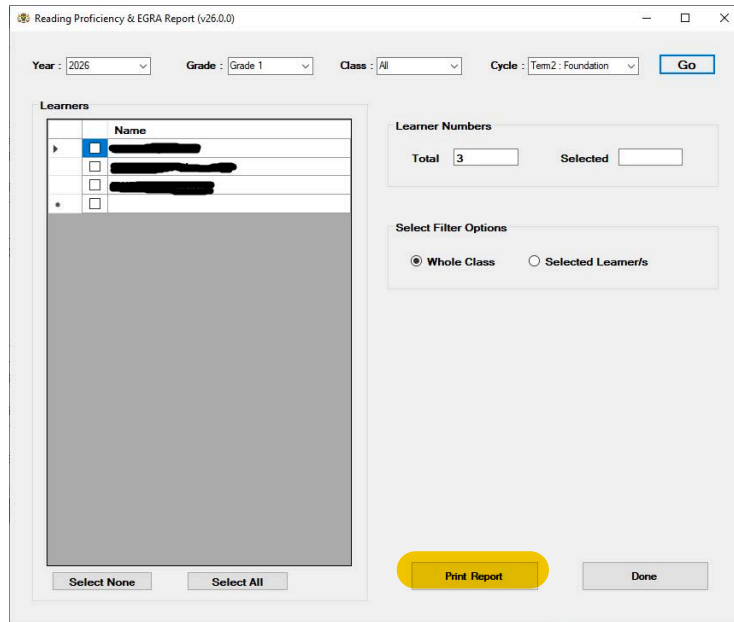 Reading Proficiency & EGRA Report (v26.0.0)
Year : 2026 Grade : Grade 1 Class : All Cycle : Term2 : Foundation Go
Learners
Name
Learner Numbers
Total 3 Selected
Select Filter Options
Whole Class Selected Learner/s
Select None Select All
Print Report Done